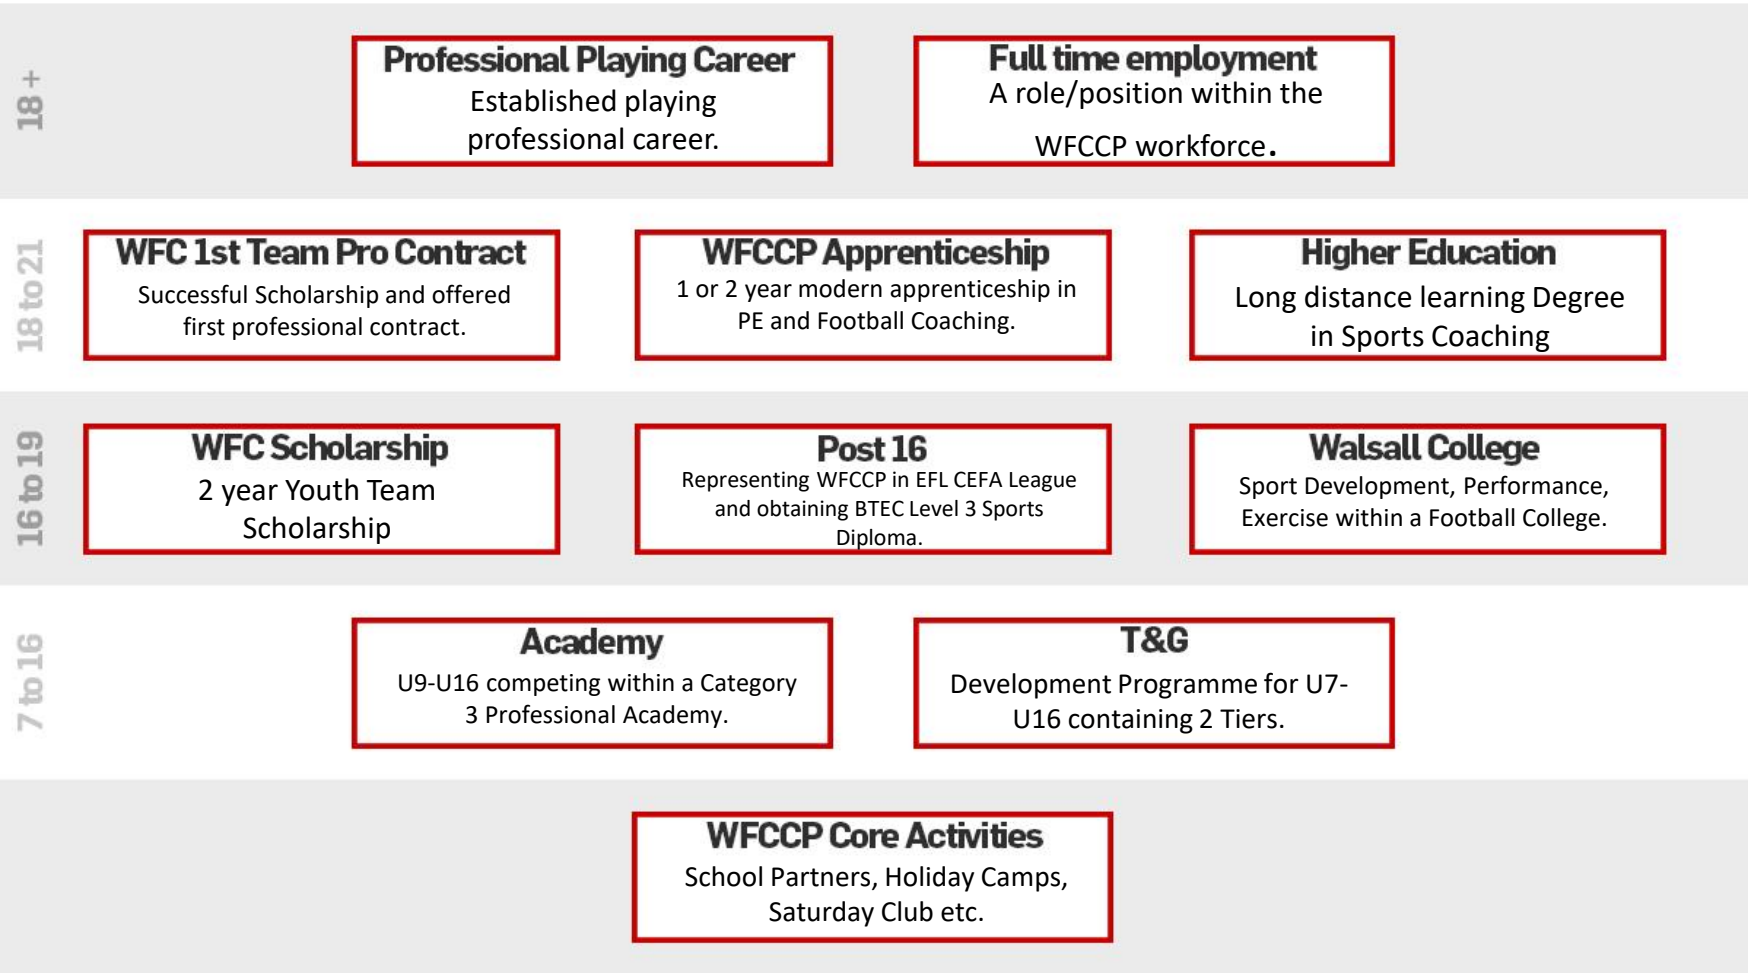 18+
Professional Playing Career
Established playing
professional career.
Full time employment
A role/position within the
WFCCP workforce.
18 to 21
WFC 1st Team Pro Contract
Successful Scholarship and offered
first professional contract.
WFCCP Apprenticeship
1 or 2 year modern apprenticeship in
PE and Football Coaching.
Higher Education
Long distance learning Degree
in Sports Coaching
16 to 19
WFC Scholarship
2 year Youth Team
Scholarship
Post 16
Representing WFCCP in EFL CEFA League
and obtaining BTEC Level 3 Sports
Diploma.
Walsall College
Sport Development, Performance,
Exercise within a Football College.
7 to 16
Academy
U9-U16 competing within a Category
3 Professional Academy.
T&G
Development Programme for U7-
U16 containing 2 Tiers.
WFCCP Core Activities
School Partners, Holiday Camps,
Saturday Club etc.